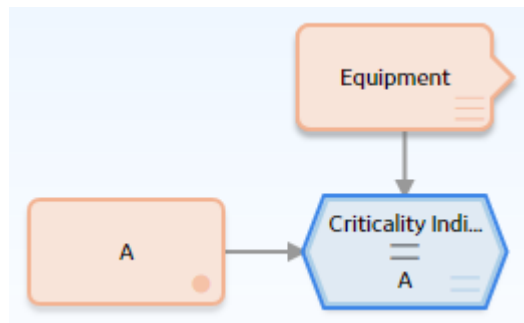 Equipment
Criticality Indi...
=
A
A